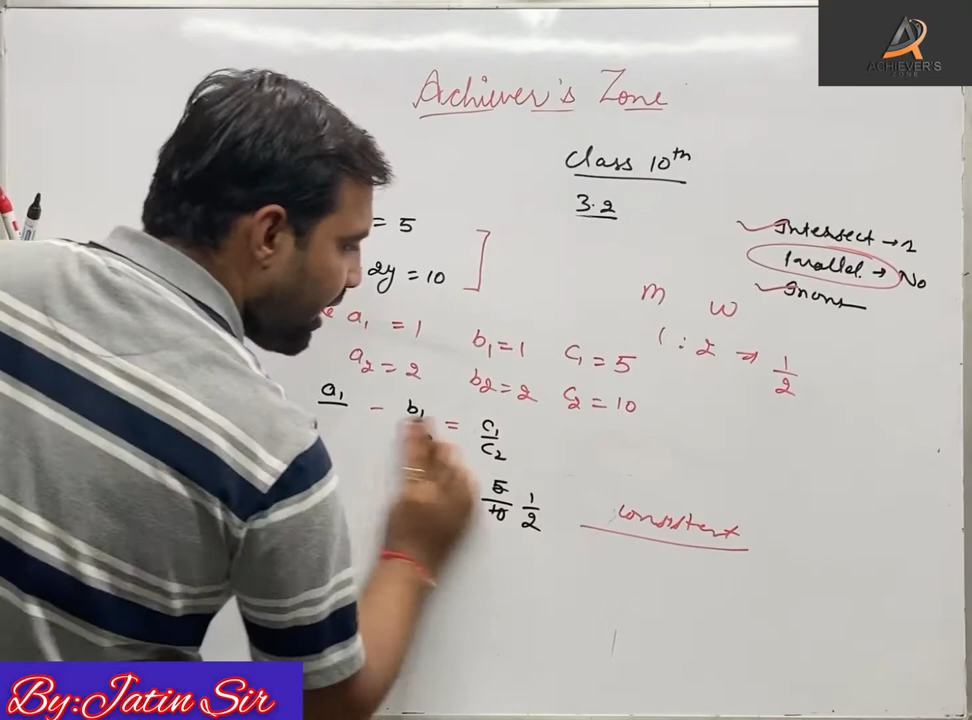 ACHIEVER'S
ZONE
Achiever's Zone
Class 10th
3.2
= 5
2y = 10
Intersect → 1
Parallel → No
m w
1 : 2 → 1/2
a₁ = 1 b₁ = 1 c₁ = 5
a₂ = 2 b₂ = 2 c₂ = 10
a₁ - b₁ = c₁/c₂
5/10 1/2
consistent
By:Jatin Sir